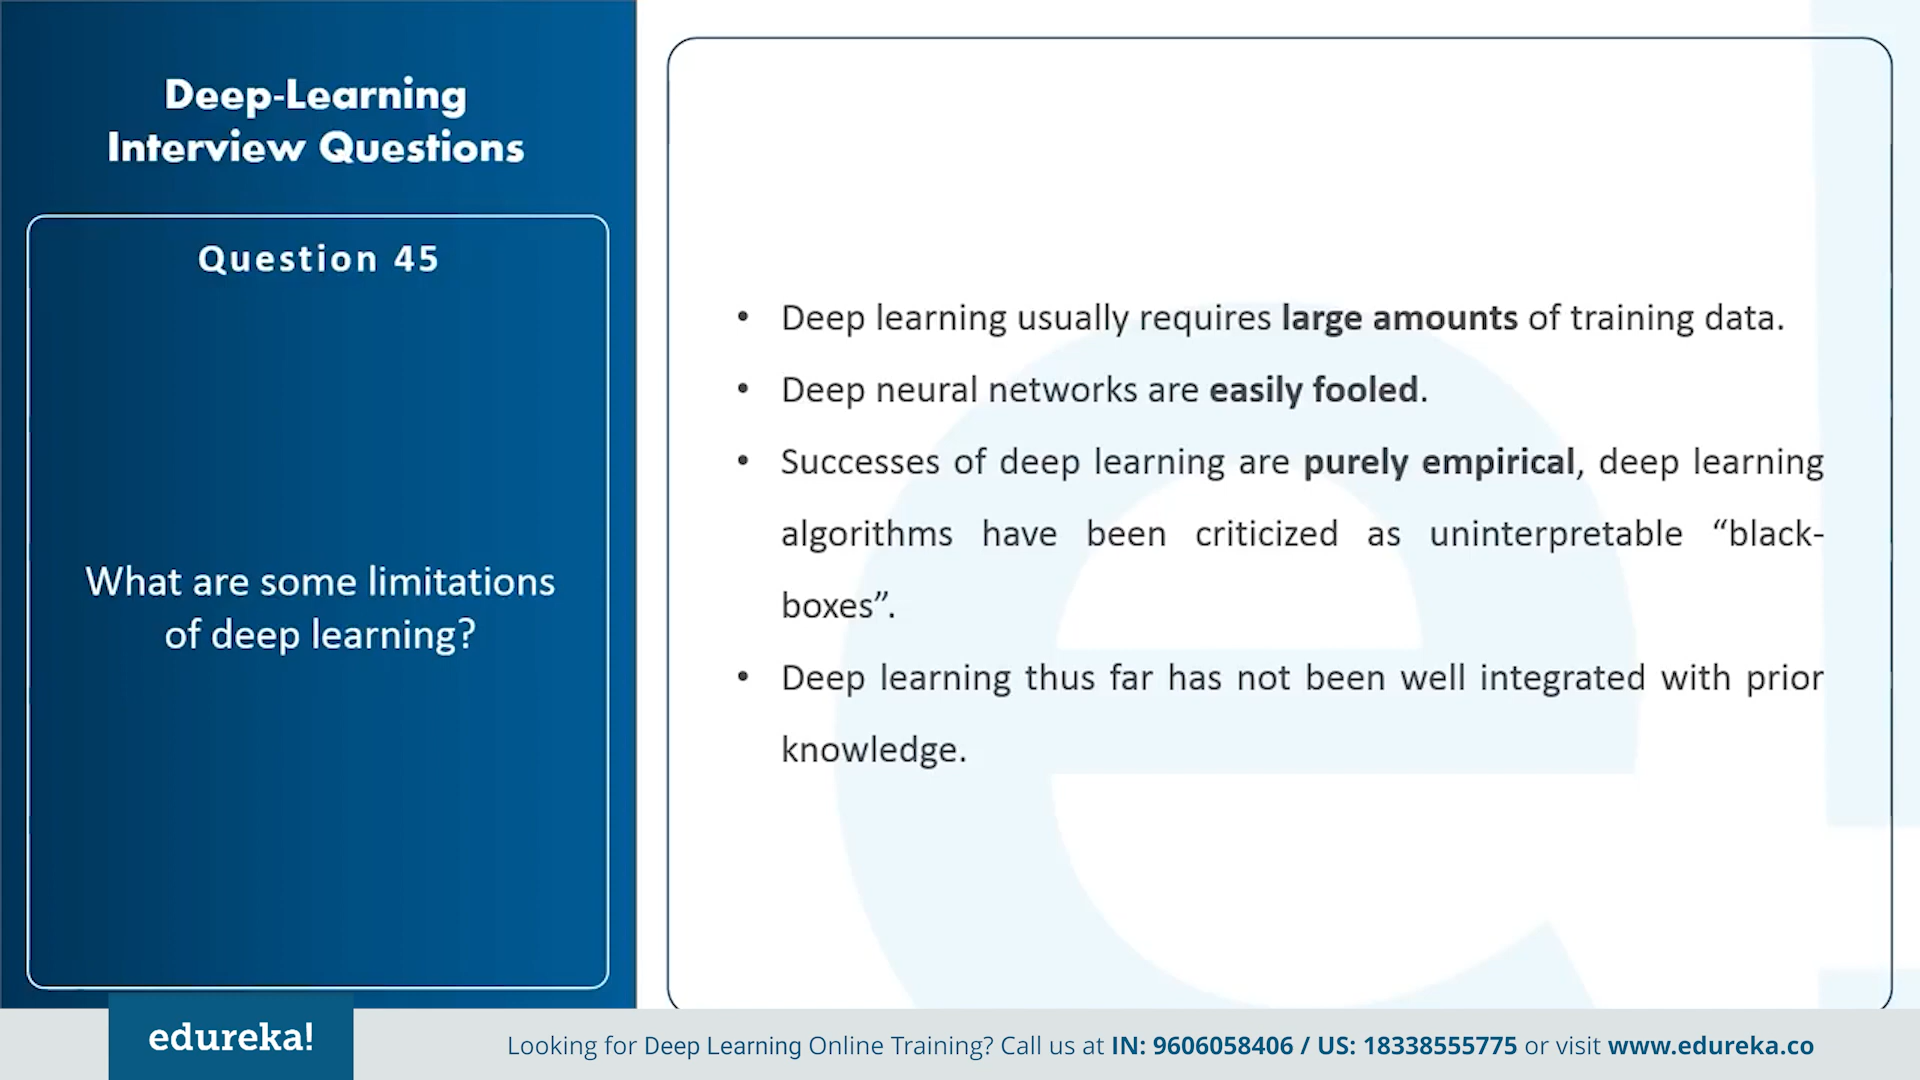 Deep-Learning
Interview Questions
Question 45
What are some limitations
of deep learning?
• Deep learning usually requires large amounts of training data.
• Deep neural networks are easily fooled.
• Successes of deep learning are purely empirical, deep learning
algorithms have been criticized as uninterpretable “black-
boxes”.
• Deep learning thus far has not been well integrated with prior
knowledge.
edureka!
Looking for Deep Learning Online Training? Call us at IN: 9606058406 / US: 18338555775 or visit www.edureka.co